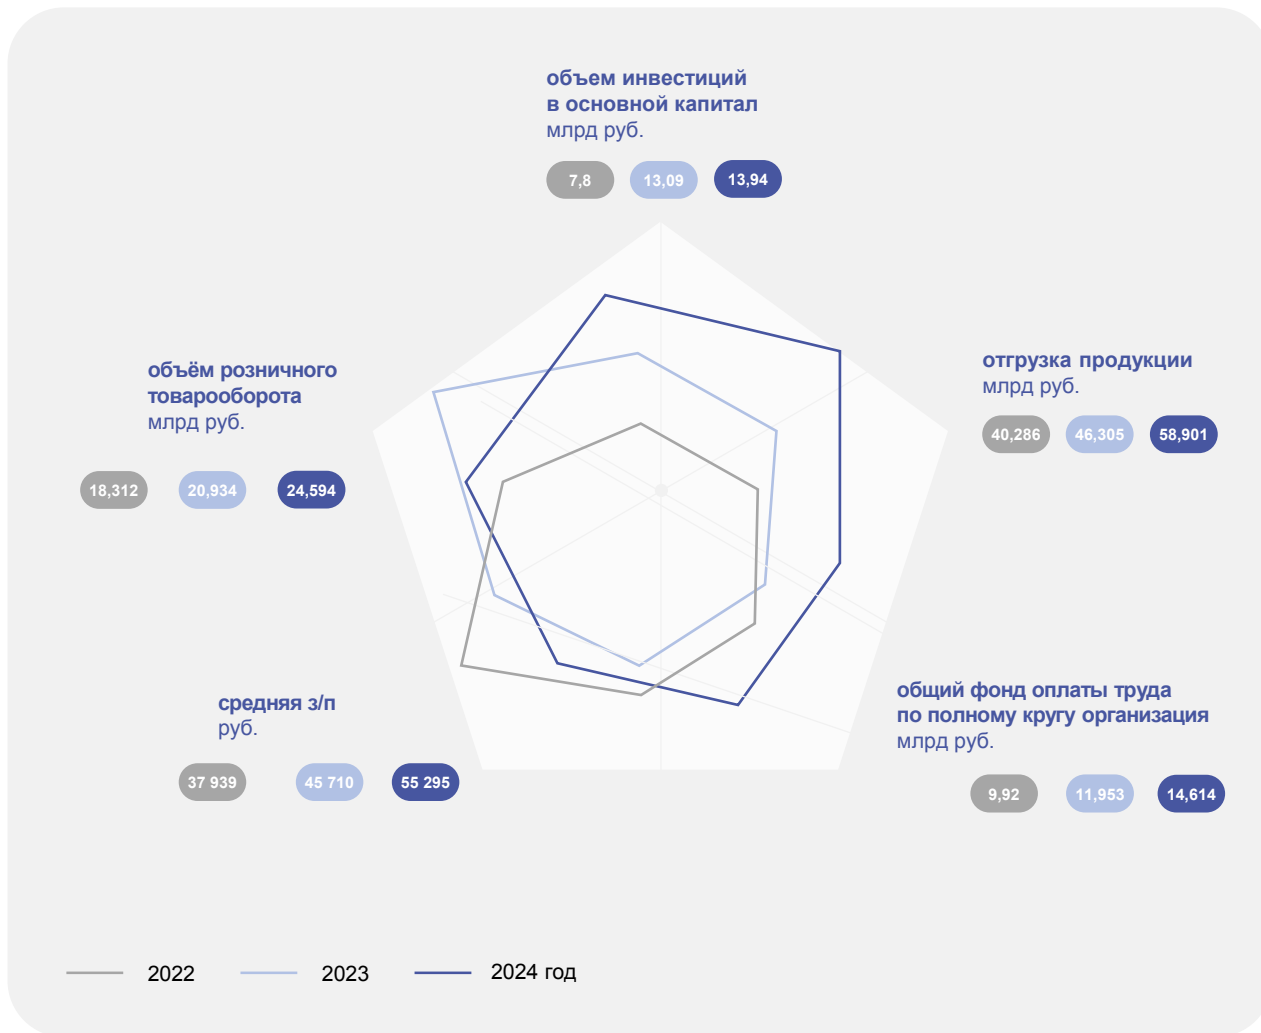 объем инвестиций
в основной капитал
млрд руб.
7,8 13,09 13,94
объём розничного
товарооборота
млрд руб.
18,312 20,934 24,594
отгрузка продукции
млрд руб.
40,286 46,305 58,901
средняя з/п
руб.
37 939 45 710 55 295
общий фонд оплаты труда
по полному кругу организация
млрд руб.
9,92 11,953 14,614
2022 2023 2024 год